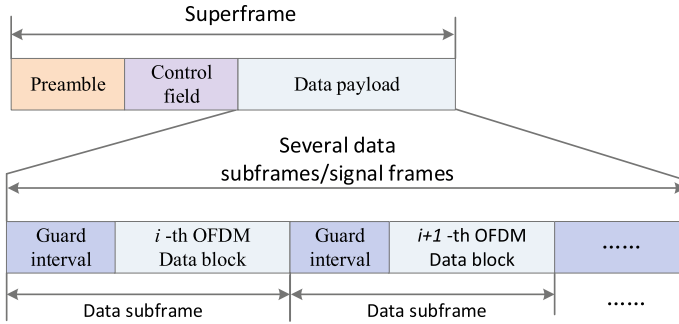 Superframe
Preamble
Control
field
Data payload
Several data
subframes/signal frames
Guard
interval
i -th OFDM
Data block
Guard
interval
i+1 -th OFDM
Data block
......
Data subframe
Data subframe
......